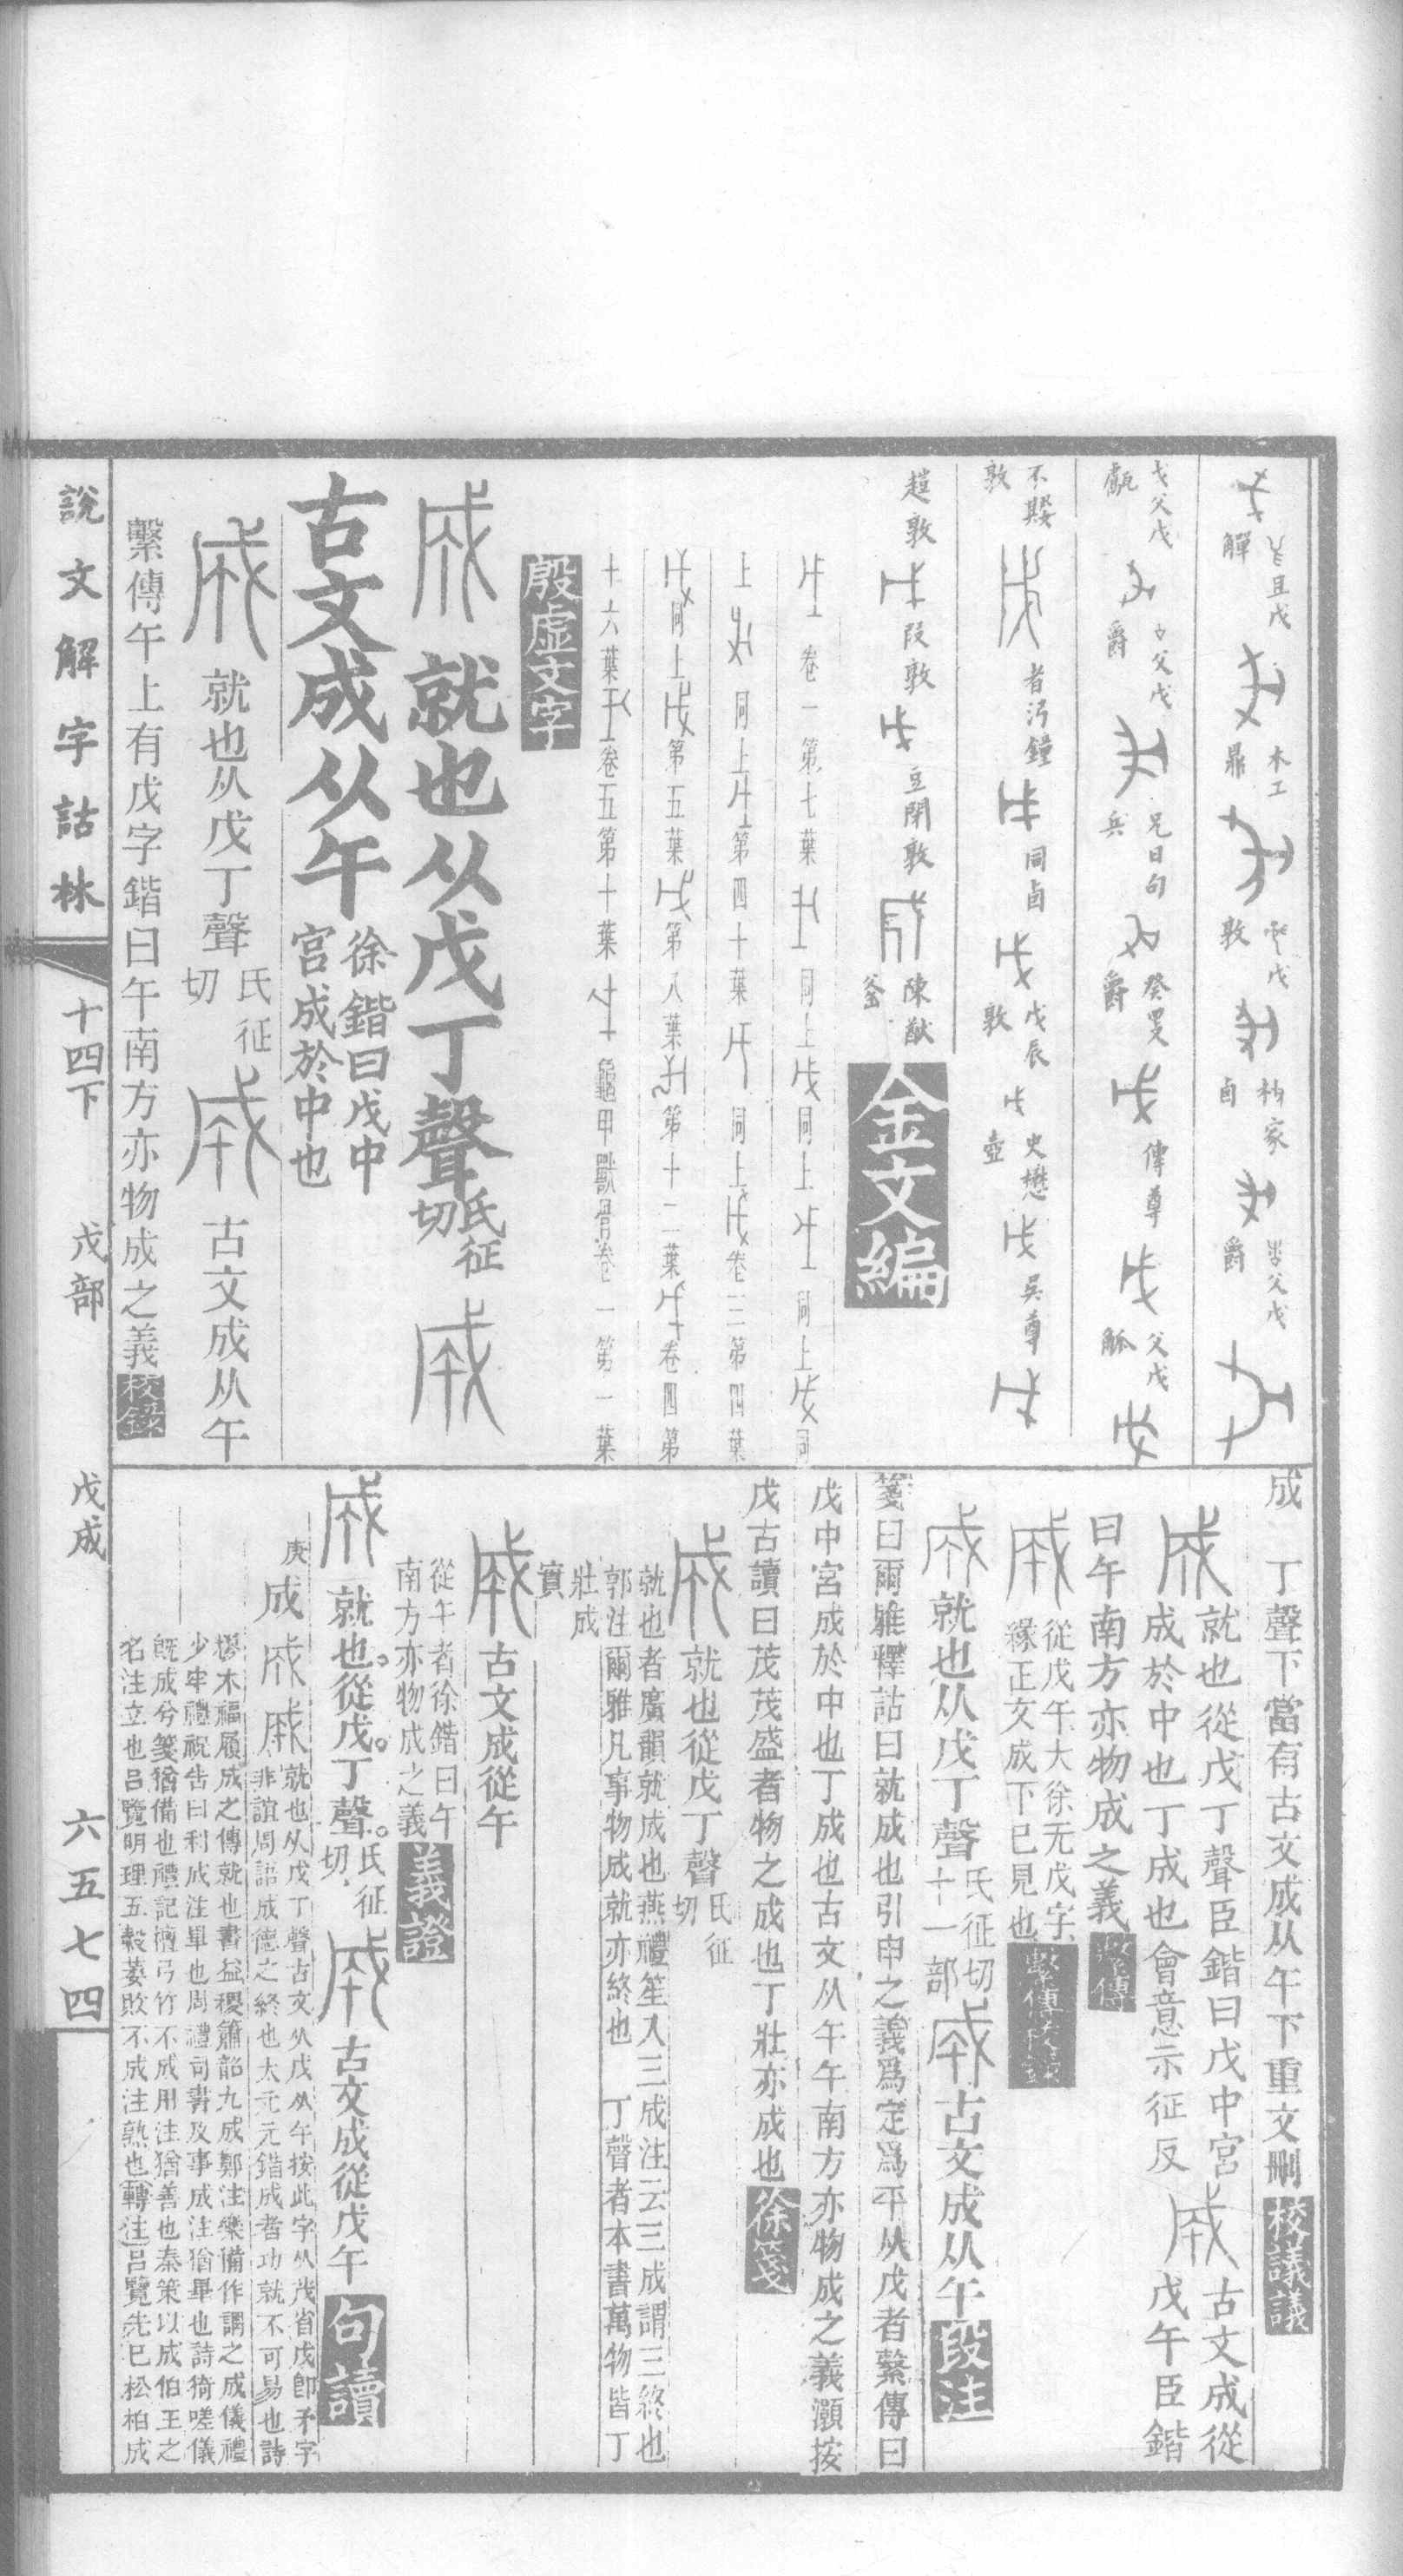 且戊
觶
木工
鼎
戊
敦
家
卣
父戊
爵
父戊
甗
父戊
爵
兄日戊句
兵
癸旻
爵
傳尊
父戊
觚
不𡢁
敦
者污鐘
同卣
戊辰
敦
史懋
壺
吳尊
趞敦
段敦
豆閉敦
陳猷
釜
金文編
卷一第七葉
同上
同上
同上
同
上
同上
第四十葉
同上
卷三第四葉
同上
第五葉
第八葉
第十二葉
卷四第
十六葉
卷五第十葉
龜甲獸骨卷一第一葉
殷虛文字
就也从戊丁聲氏征切
古文成从午徐鍇曰戊中宮成於中也
就也从戊丁聲氏征切
古文成从午
繫傳午上有戊字鍇曰午南方亦物成之義校錄
成 丁聲下當有古文成从午下重文刪校議議
就也從戊丁聲臣鍇曰戊中宮成於中也丁成也會意示征反
古文成從戊午臣鍇
曰午南方亦物成之義繫傳
從戊午大徐无戊字
緣正文成下已見也繫傳校錄
就也从戊丁聲氏征切十一部
古文成从午段注
箋曰爾雅釋詁曰就成也引申之義爲定爲平从戊者繫傳曰
戊中宮成於中也丁成也古文从午午南方亦物成之義灝按
戊古讀曰茂茂盛者物之成也丁壯亦成也徐箋
就也從戊丁聲氏征切
就也者廣韻就成也燕禮笙入三成注云三成謂三終也
郭注爾雅凡事物成就亦終也 丁聲者本書萬物皆丁
壯成
實
古文成從午
從午者徐鍇曰午
南方亦物成之義義證
就也。從戊。丁聲。氏征切。
古文成從戊午句讀
庚成
就也从戊丁聲古文从戊从午按此字从茂省戊卽矛字
非誼周語成德之終也太元元錯成者功就不可易也詩
樛木福履成之傳就也書益稷簫韶九成鄭注樂備作謂之成儀禮
少牢禮祝告曰利成注畢也周禮司書及事成注猶畢也詩猗嗟儀
旣成兮箋猶備也禮記檀弓竹不成用注猶善也秦策以成伯王之
名注立也呂覽明理五穀萎敗不成注熟也轉注呂覽先已松柏成
說文解字詁林
十四下
戊部
戊成
六五七四